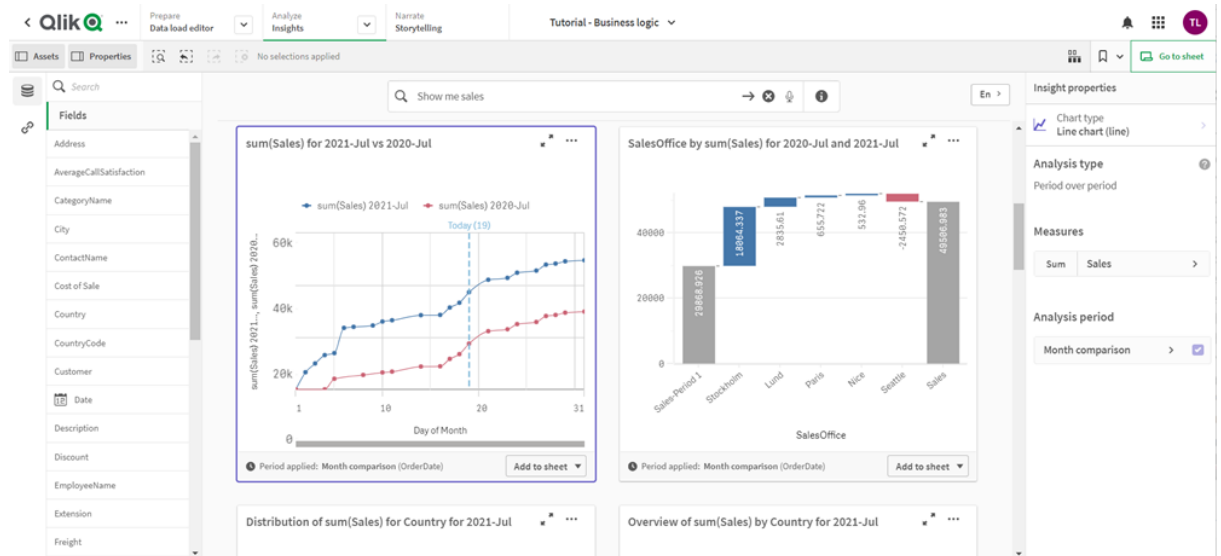 Qlik
Prepare
Data load editor
Analyze
Insights
Narrate
Storytelling
Tutorial - Business logic
TL
Assets
Properties
No selections applied
Go to sheet
Search
Fields
Address
AverageCallSatisfaction
CategoryName
City
ContactName
Cost of Sale
Country
CountryCode
Customer
Date
Description
Discount
EmployeeName
Extension
Freight
Show me sales
En
sum(Sales) for 2021-Jul vs 2020-Jul
sum(Sales) 2021-Jul
sum(Sales) 2020-Jul
Today (19)
sum(Sales) 2021..., sum(Sales) 2020...
60k
40k
20k
0
1
10
20
31
Day of Month
Period applied: Month comparison (OrderDate)
Add to sheet
SalesOffice by sum(Sales) for 2020-Jul and 2021-Jul
40000
20000
0
29868.926
18064.337
2835.61
655.722
532.96
-2450.572
49506.983
Sales-Period 1
Stockholm
Lund
Paris
Nice
Seattle
Sales
SalesOffice
Period applied: Month comparison (OrderDate)
Add to sheet
Distribution of sum(Sales) for Country for 2021-Jul
Overview of sum(Sales) by Country for 2021-Jul
Insight properties
Chart type
Line chart (line)
Analysis type
Period over period
Measures
Sum
Sales
Analysis period
Month comparison